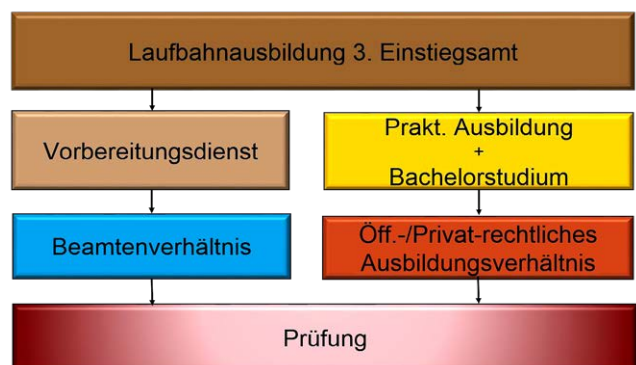 Laufbahnausbildung 3. Einstiegsamt
Vorbereitungsdienst
Prakt. Ausbildung
+
Bachelorstudium
Beamtenverhältnis
Öff.-/Privat-rechtliches
Ausbildungsverhältnis
Prüfung